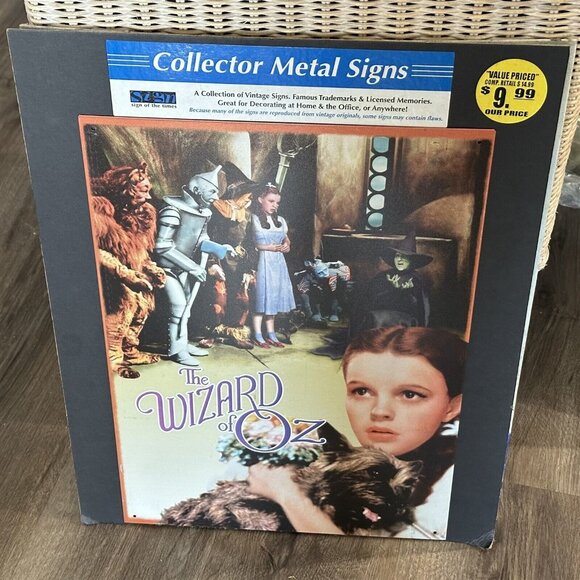 Collector Metal Signs
sign of the times
A Collection of Vintage Signs. Famous Trademarks & Licensed Memories.
Great for Decorating at Home & the Office, or Anywhere!
Because many of the signs are reproduced from vintage originals, some signs may contain flaws.
"VALUE PRICED"
COMP. RETAIL $14.99
$9.99
OUR PRICE
The
WIZARD
of OZ